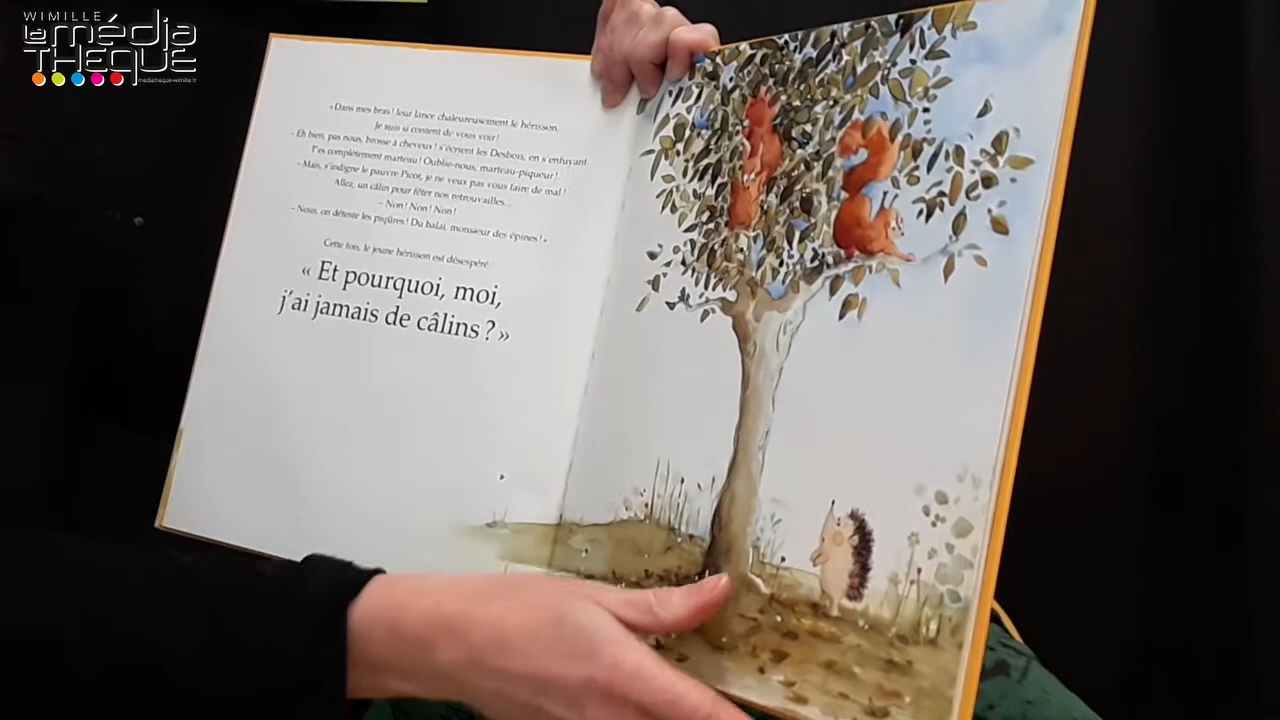 WIMILLE
la média
THÈQUE
mediatheque-wimille.fr
« Dans mes bras ! leur lance chaleureusement le hérisson.
Je suis si content de vous voir !
- Eh bien, pas nous, brosse à cheveux ! s'écrient les Desbois, en s'enfuyant.
T'es complètement marteau ! Oublie-nous, marteau-piqueur !
- Mais, s'indigne le pauvre Picot, je ne veux pas vous faire de mal !
Allez, un câlin pour fêter nos retrouvailles...
- Non ! Non ! Non !
- Nous, on déteste les piqûres ! Du balai, monsieur des épines ! »
Cette fois, le jeune hérisson est désespéré.
« Et pourquoi, moi,
j'ai jamais de câlins ? »